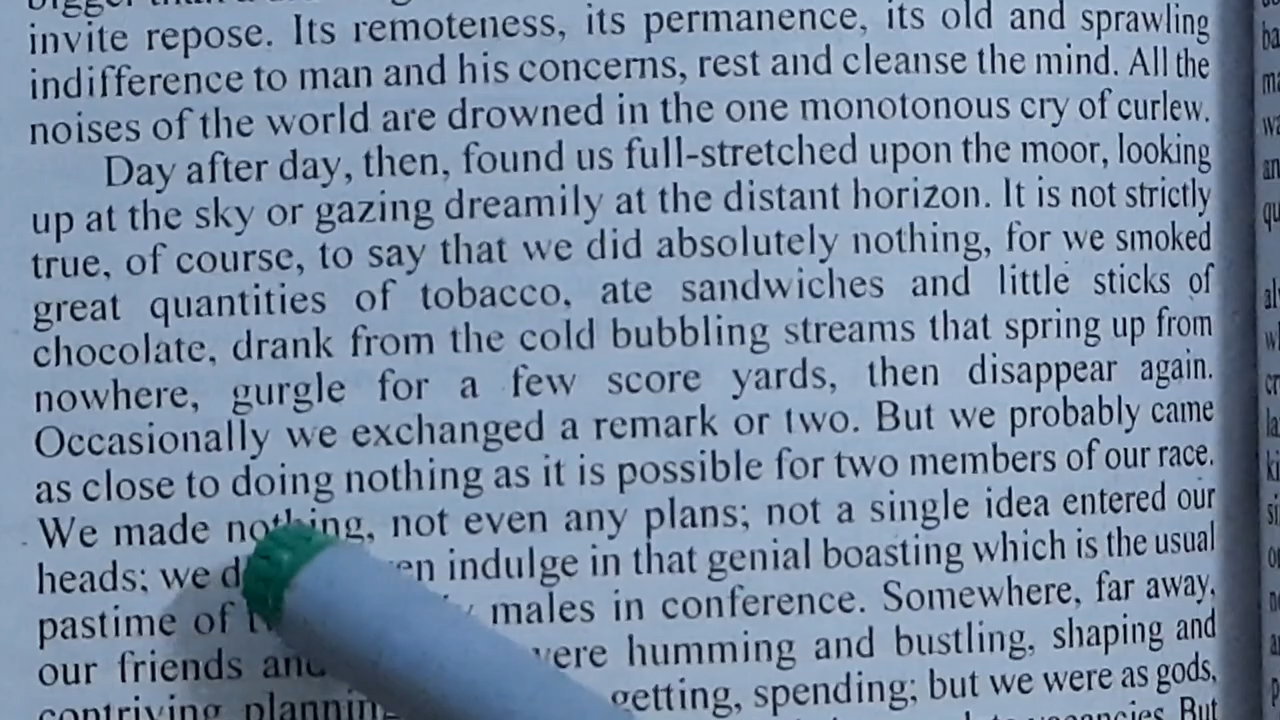 bigger
invite repose. Its remoteness, its permanence, its old and sprawling
indifference to man and his concerns, rest and cleanse the mind. All the
noises of the world are drowned in the one monotonous cry of curlew.
Day after day, then, found us full-stretched upon the moor, looking
up at the sky or gazing dreamily at the distant horizon. It is not strictly
true, of course, to say that we did absolutely nothing, for we smoked
great quantities of tobacco, ate sandwiches and little sticks of
chocolate, drank from the cold bubbling streams that spring up from
nowhere, gurgle for a few score yards, then disappear again.
Occasionally we exchanged a remark or two. But we probably came
as close to doing nothing as it is possible for two members of our race.
We made nothing, not even any plans; not a single idea entered our
heads; we indulge in that genial boasting which is the usual
pastime of males in conference. Somewhere, far away,
our friends and were humming and bustling, shaping and
contriving planning getting, spending; but we were as gods,
But